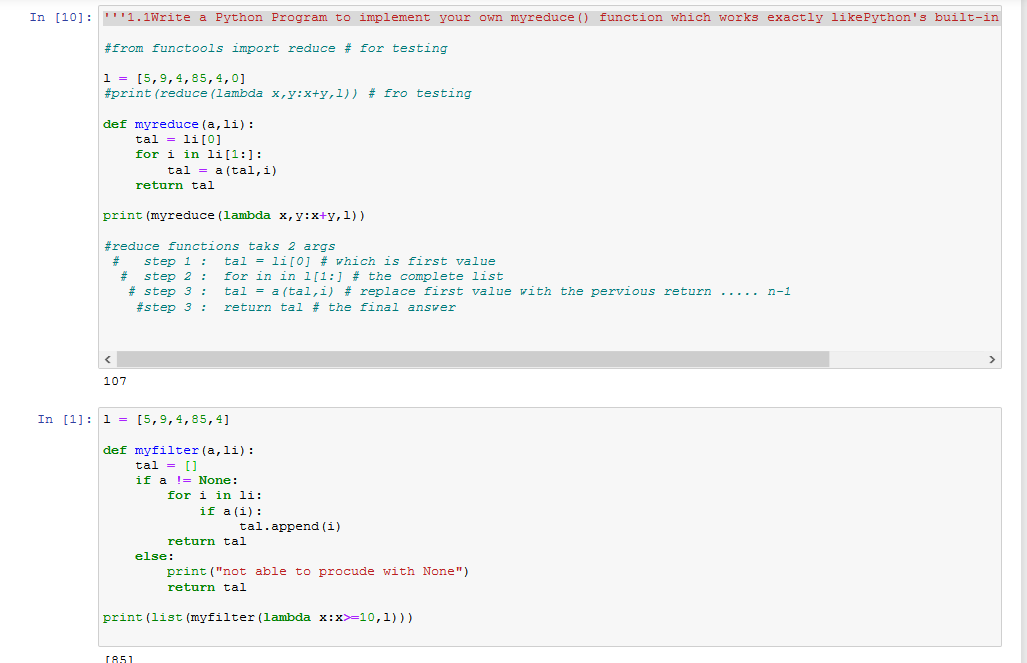 In [10]: '''1.1Write a Python Program to implement your own myreduce() function which works exactly likePython's built-in
#from functools import reduce # for testing
l = [5,9,4,85,4,0]
#print(reduce(lambda x,y:x+y,l)) # fro testing
def myreduce(a,li):
    tal = li[0]
    for i in li[1:]:
        tal = a(tal,i)
    return tal
print(myreduce(lambda x,y:x+y,l))
#reduce functions taks 2 args
 #   step 1 :  tal = li[0] # which is first value
  #  step 2 :  for in in l[1:] # the complete list
   # step 3 :  tal = a(tal,i) # replace first value with the pervious return ..... n-1
    #step 3 :  return tal # the final answer
107
In [1]: l = [5,9,4,85,4]
def myfilter(a,li):
    tal = []
    if a != None:
        for i in li:
            if a(i):
                 tal.append(i)
        return tal
    else:
        print("not able to procude with None")
        return tal
print(list(myfilter(lambda x:x>=10,l)))
[85]